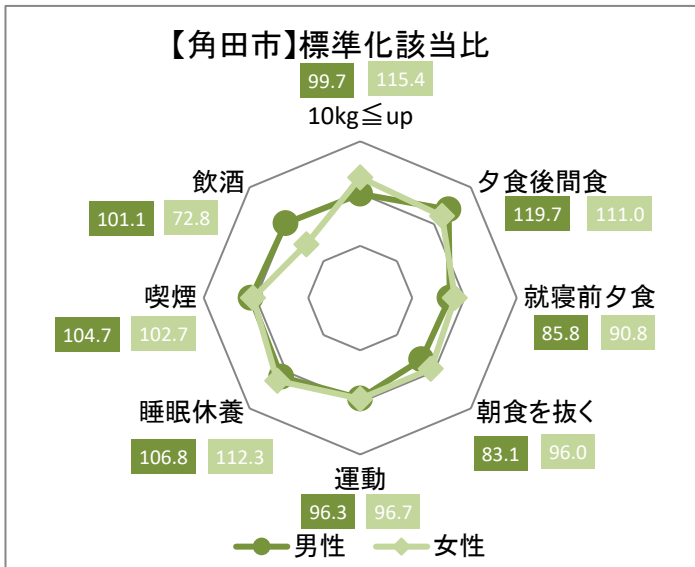 【角田市】標準化該当比
99.7 115.4
10kg≦up
夕食後間食
119.7 111.0
就寝前夕食
85.8 90.8
朝食を抜く
83.1 96.0
運動
96.3 96.7
睡眠休養
106.8 112.3
喫煙
104.7 102.7
飲酒
101.1 72.8
男性 女性